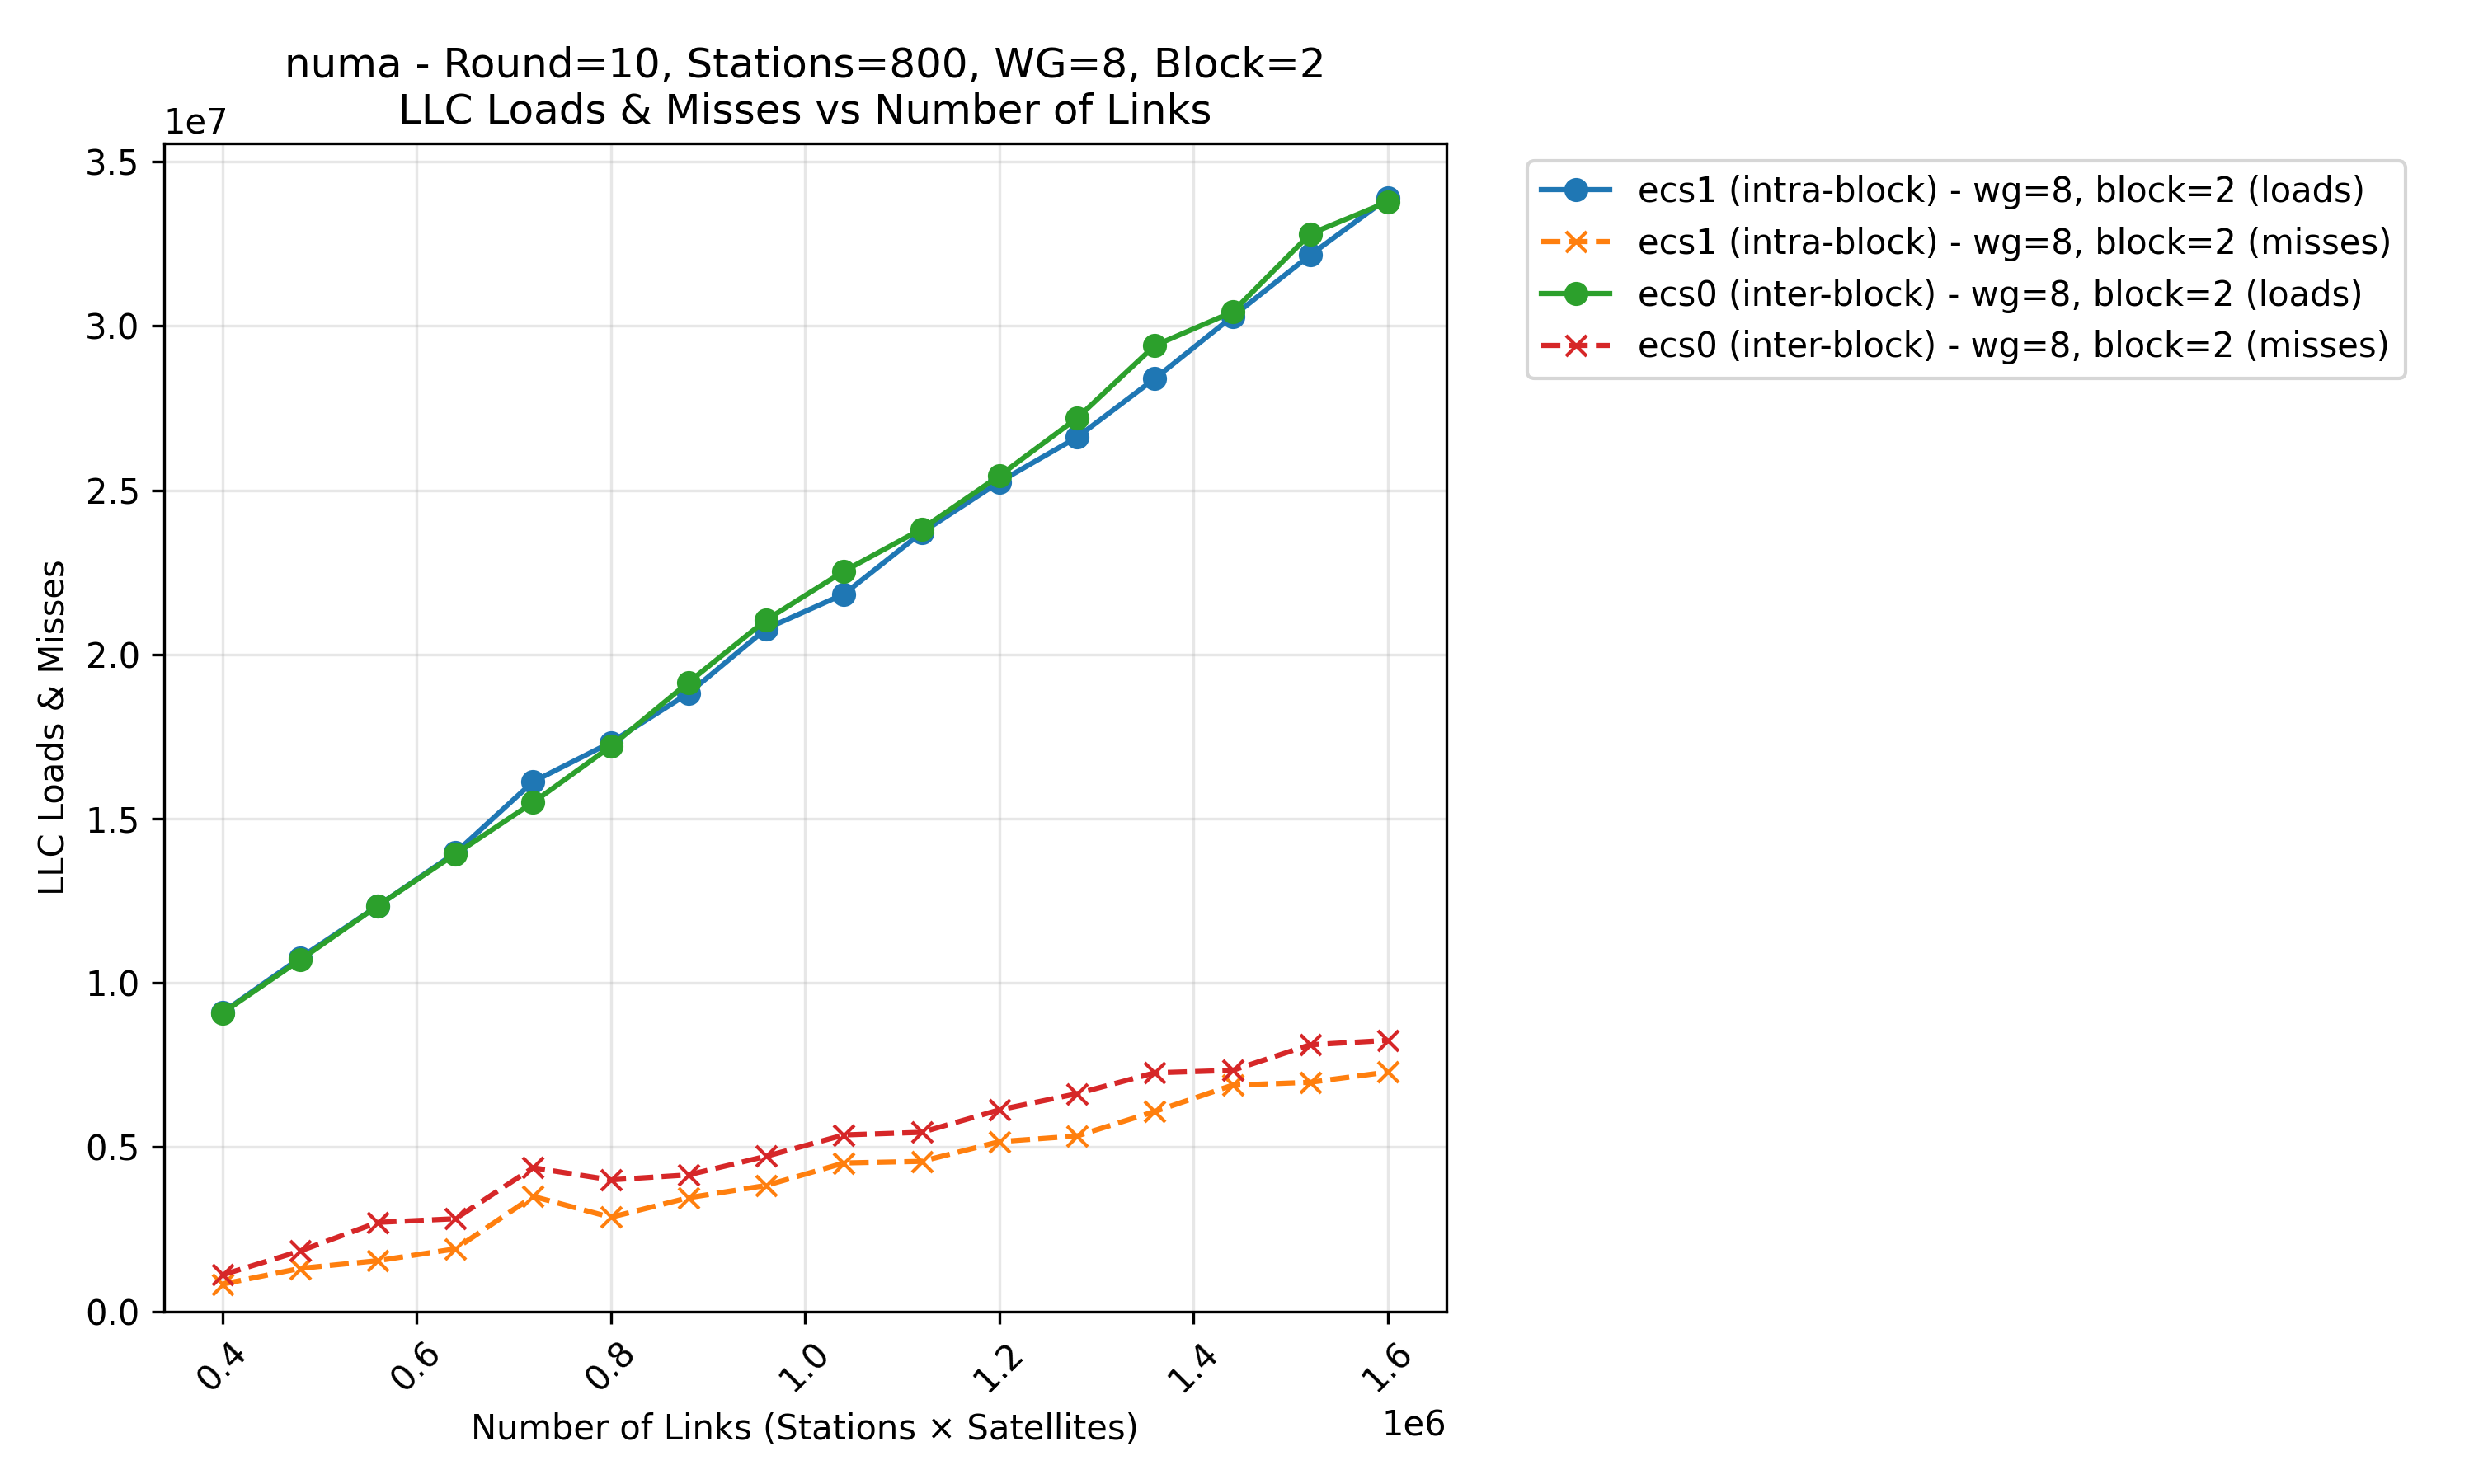 numa - Round=10, Stations=800, WG=8, Block=2
LLC Loads & Misses vs Number of Links
1e7
3.5
3.0
2.5
2.0
1.5
1.0
0.5
0.0
LLC Loads & Misses
0.4
0.6
0.8
1.0
1.2
1.4
1.6
1e6
Number of Links (Stations × Satellites)
ecs1 (intra-block) - wg=8, block=2 (loads)
ecs1 (intra-block) - wg=8, block=2 (misses)
ecs0 (inter-block) - wg=8, block=2 (loads)
ecs0 (inter-block) - wg=8, block=2 (misses)